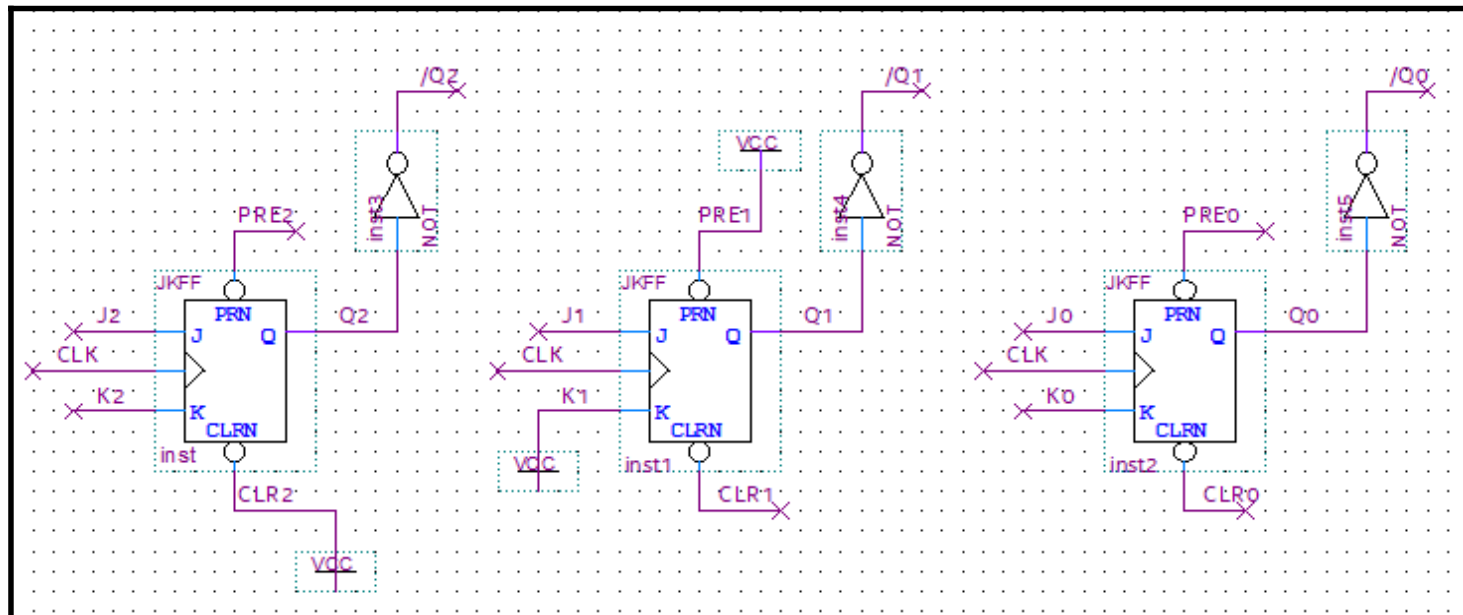 /Q2
/Q1
/Q0
VCC
inst3
NOT
inst4
NOT
inst5
NOT
PRE2
PRE1
PRE0
JKFF
JKFF
JKFF
J2
PRN
J
Q
Q2
J1
PRN
J
Q
Q1
J0
PRN
J
Q
Q0
CLK
CLK
CLK
K2
K
CLRN
K1
K
CLRN
K0
K
CLRN
inst
inst1
inst2
VCC
CLR2
CLR1
CLR0
VCC